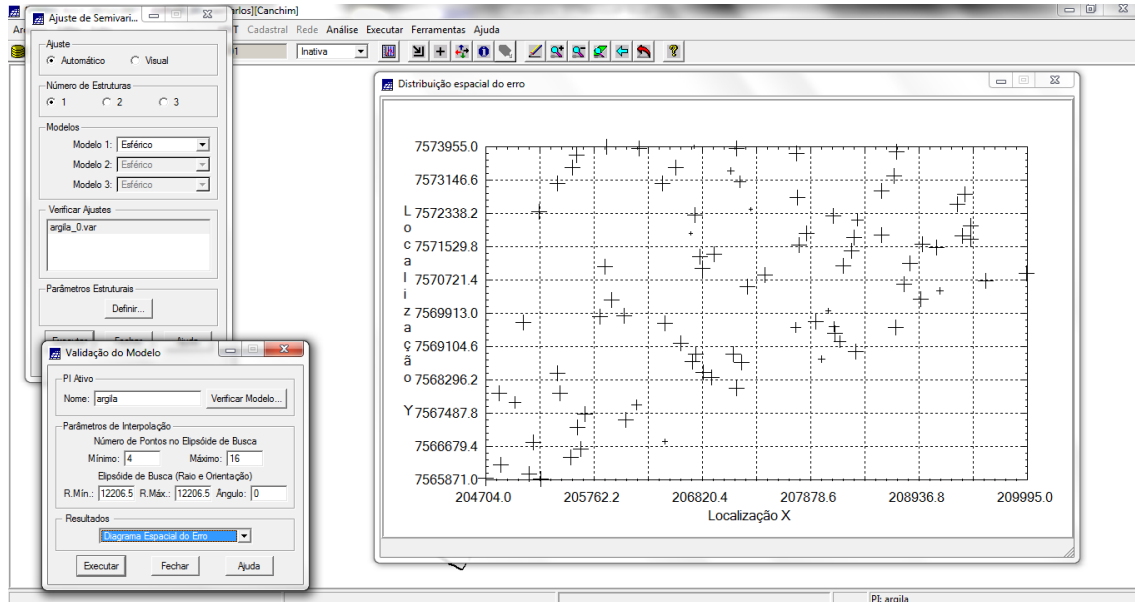 arlos][Canchim]
T Cadastral Rede Análise Executar Ferramentas Ajuda
Inativa
Ajuste de Semivari...
Ajuste
Automático Visual
Número de Estruturas
1 2 3
Modelos
Modelo 1: Esférico
Modelo 2: Esférico
Modelo 3: Esférico
Verificar Ajustes
argila_0.var
Parâmetros Estruturais
Definir...
Executar Fechar Ajuda
Validação do Modelo
PI Ativo
Nome: argila Verificar Modelo...
Parâmetros de Interpolação
Número de Pontos no Elipsóide de Busca
Mínimo: 4 Máximo: 16
Elipsóide de Busca (Raio e Orientação)
R.Mín.: 12206.5 R.Máx.: 12206.5 Ângulo: 0
Resultados
Diagrama Espacial do Erro
Executar Fechar Ajuda
Distribuição espacial do erro
Localização Y
7573955.0
7573146.6
7572338.2
7571529.8
7570721.4
7569913.0
7569104.6
7568296.2
7567487.8
7566679.4
7565871.0
204704.0 205762.2 206820.4 207878.6 208936.8 209995.0
Localização X
PI: argila